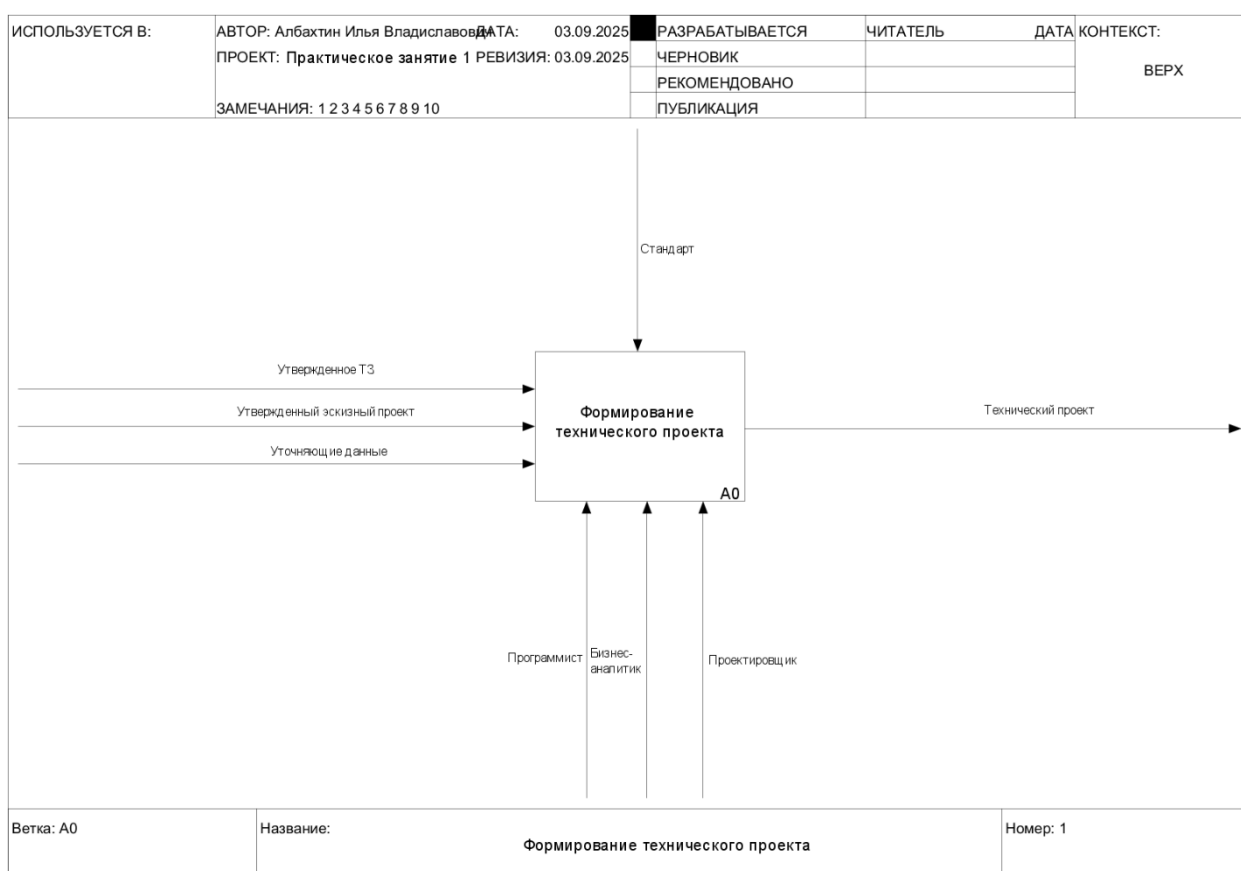 ИСПОЛЬЗУЕТСЯ В:
АВТОР: Албахтин Илья Владиславович
ДАТА: 03.09.2025
ПРОЕКТ: Практическое занятие 1
РЕВИЗИЯ: 03.09.2025
ЗАМЕЧАНИЯ: 1 2 3 4 5 6 7 8 9 10
РАЗРАБАТЫВАЕТСЯ
ЧЕРНОВИК
РЕКОМЕНДОВАНО
ПУБЛИКАЦИЯ
ЧИТАТЕЛЬ
ДАТА
КОНТЕКСТ:
ВЕРХ
Стандарт
Утвержденное ТЗ
Утвержденный эскизный проект
Уточняющие данные
Формирование
технического проекта
A0
Технический проект
Программист
Бизнес-
аналитик
Проектировщик
Ветка: A0
Название:
Формирование технического проекта
Номер: 1